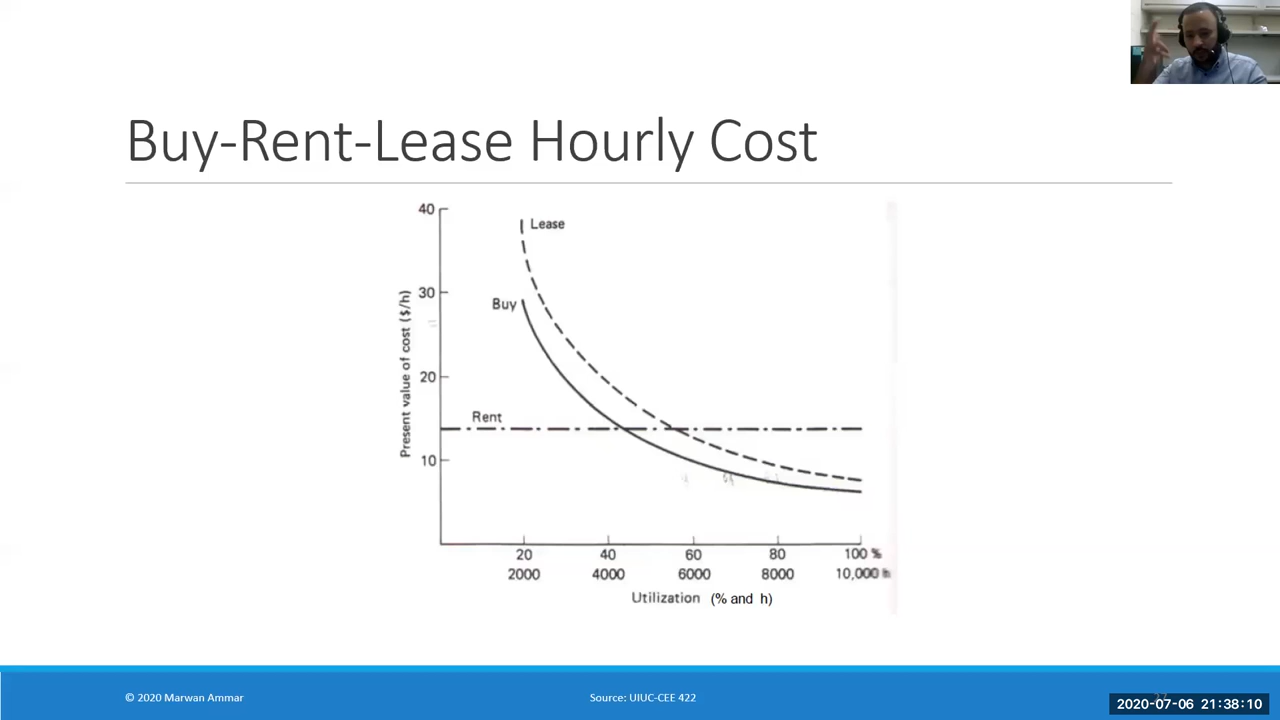 Buy-Rent-Lease Hourly Cost
40
Lease
30
Buy
20
Rent
10
Present value of cost ($/h)
20 40 60 80 100 %
2000 4000 6000 8000 10,000 h
Utilization (% and h)
© 2020 Marwan Ammar
Source: UIUC-CEE 422
2020-07-06 21:38:10